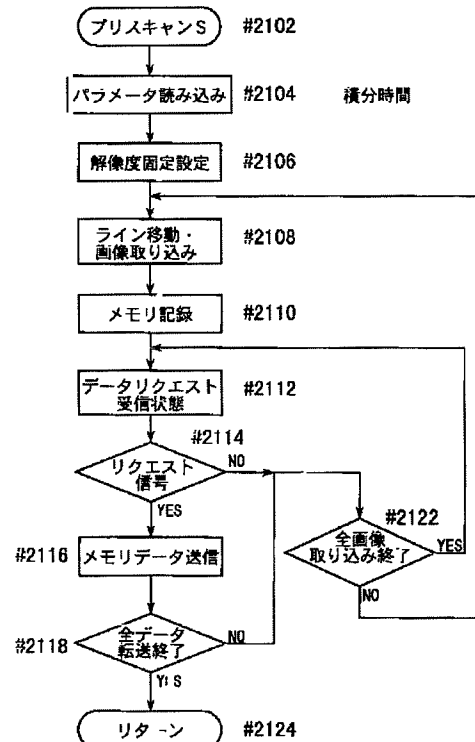 プリスキャンS #2102
パラメータ読み込み #2104 積分時間
解像度固定設定 #2106
ライン移動・
画像取り込み #2108
メモリ記録 #2110
データリクエスト
受信状態 #2112
#2114
リクエスト
信号
NO
YES
#2122
全画像
取り込み終了
YES
NO
#2116 メモリデータ送信
#2118 全データ
転送終了
NO
YES
リターン #2124